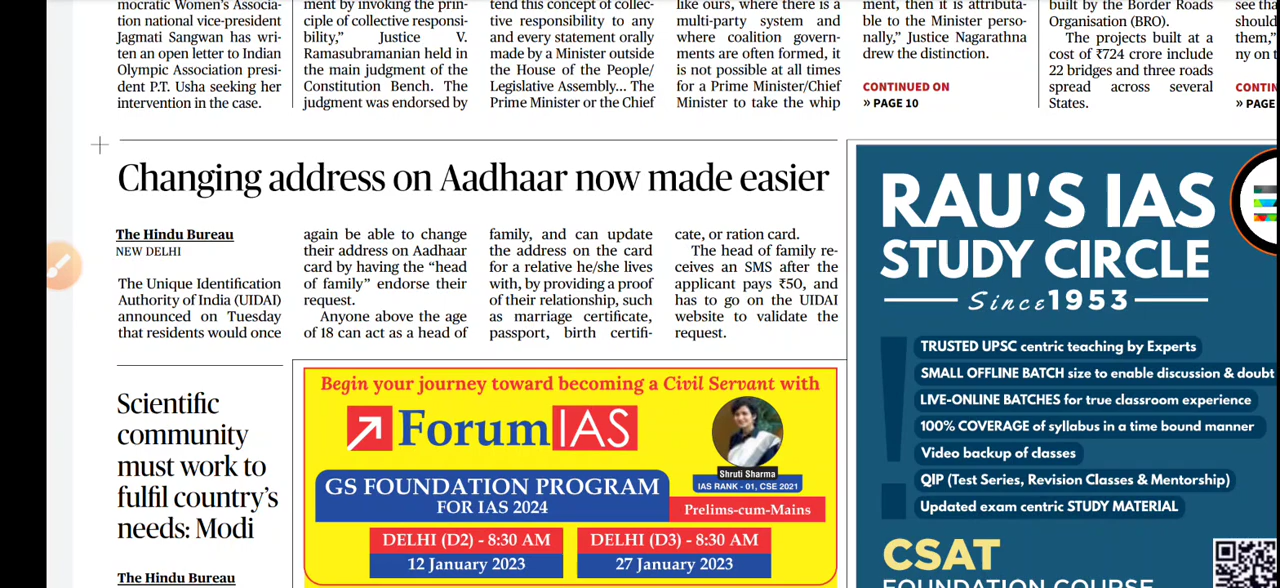 mocratic Women's Associa-
tion national vice-president
Jagmati Sangwan has writ-
ten an open letter to Indian
Olympic Association presi-
dent P.T. Usha seeking her
intervention in the case.
ment by invoking the prin-
ciple of collective responsi-
bility,” Justice V.
Ramasubramanian held in
the main judgment of the
Constitution Bench. The
judgment was endorsed by
tend this concept of collec-
tive responsibility to any
and every statement orally
made by a Minister outside
the House of the People/
Legislative Assembly... The
Prime Minister or the Chief
like ours, where there is a
multi-party system and
where coalition govern-
ments are often formed, it
is not possible at all times
for a Prime Minister/Chief
Minister to take the whip
ment, then it is attributa-
ble to the Minister perso-
nally,” Justice Nagarathna
drew the distinction.
CONTINUED ON
» PAGE 10
built by the Border Roads
Organisation (BRO).
The projects built at a
cost of ₹724 crore include
22 bridges and three roads
spread across several
States.
see tha
should
them,”
ny on t
CONTIN
» PAGE
Changing address on Aadhaar now made easier
The Hindu Bureau
NEW DELHI
The Unique Identification
Authority of India (UIDAI)
announced on Tuesday
that residents would once
again be able to change
their address on Aadhaar
card by having the “head
of family” endorse their
request.
Anyone above the age
of 18 can act as a head of
family, and can update
the address on the card
for a relative he/she lives
with, by providing a proof
of their relationship, such
as marriage certificate,
passport, birth certifi-
cate, or ration card.
The head of family re-
ceives an SMS after the
applicant pays ₹50, and
has to go on the UIDAI
website to validate the
request.
Scientific
community
must work to
fulfil country's
needs: Modi
The Hindu Bureau
Begin your journey toward becoming a Civil Servant with
ForumIAS
Shruti Sharma
IAS RANK - 01, CSE 2021
GS FOUNDATION PROGRAM
FOR IAS 2024
Prelims-cum-Mains
DELHI (D2) - 8:30 AM
12 January 2023
DELHI (D3) - 8:30 AM
27 January 2023
RAU'S IAS
STUDY CIRCLE
Since 1953
TRUSTED UPSC centric teaching by Experts
SMALL OFFLINE BATCH size to enable discussion & doubt
LIVE-ONLINE BATCHES for true classroom experience
100% COVERAGE of syllabus in a time bound manner
Video backup of classes
QIP (Test Series, Revision Classes & Mentorship)
Updated exam centric STUDY MATERIAL
CSAT
FOUNDATION COURSE